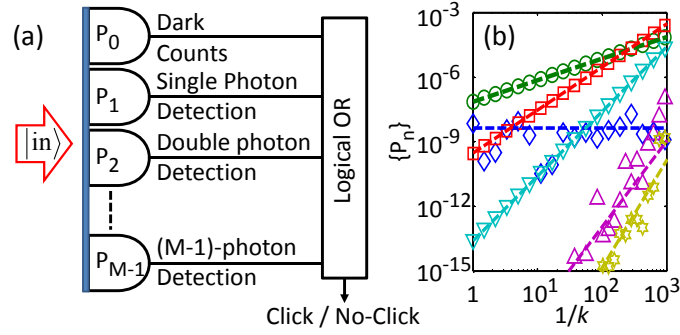 (a)
P0
Dark
Counts
P1
Single Photon
Detection
|in⟩
P2
Double photon
Detection
PM-1
(M-1)-photon
Detection
Logical OR
Click / No-Click
(b)
{Pn}
10^-3
10^-6
10^-9
10^-12
10^-15
1 10^1 10^2 10^3
1/k